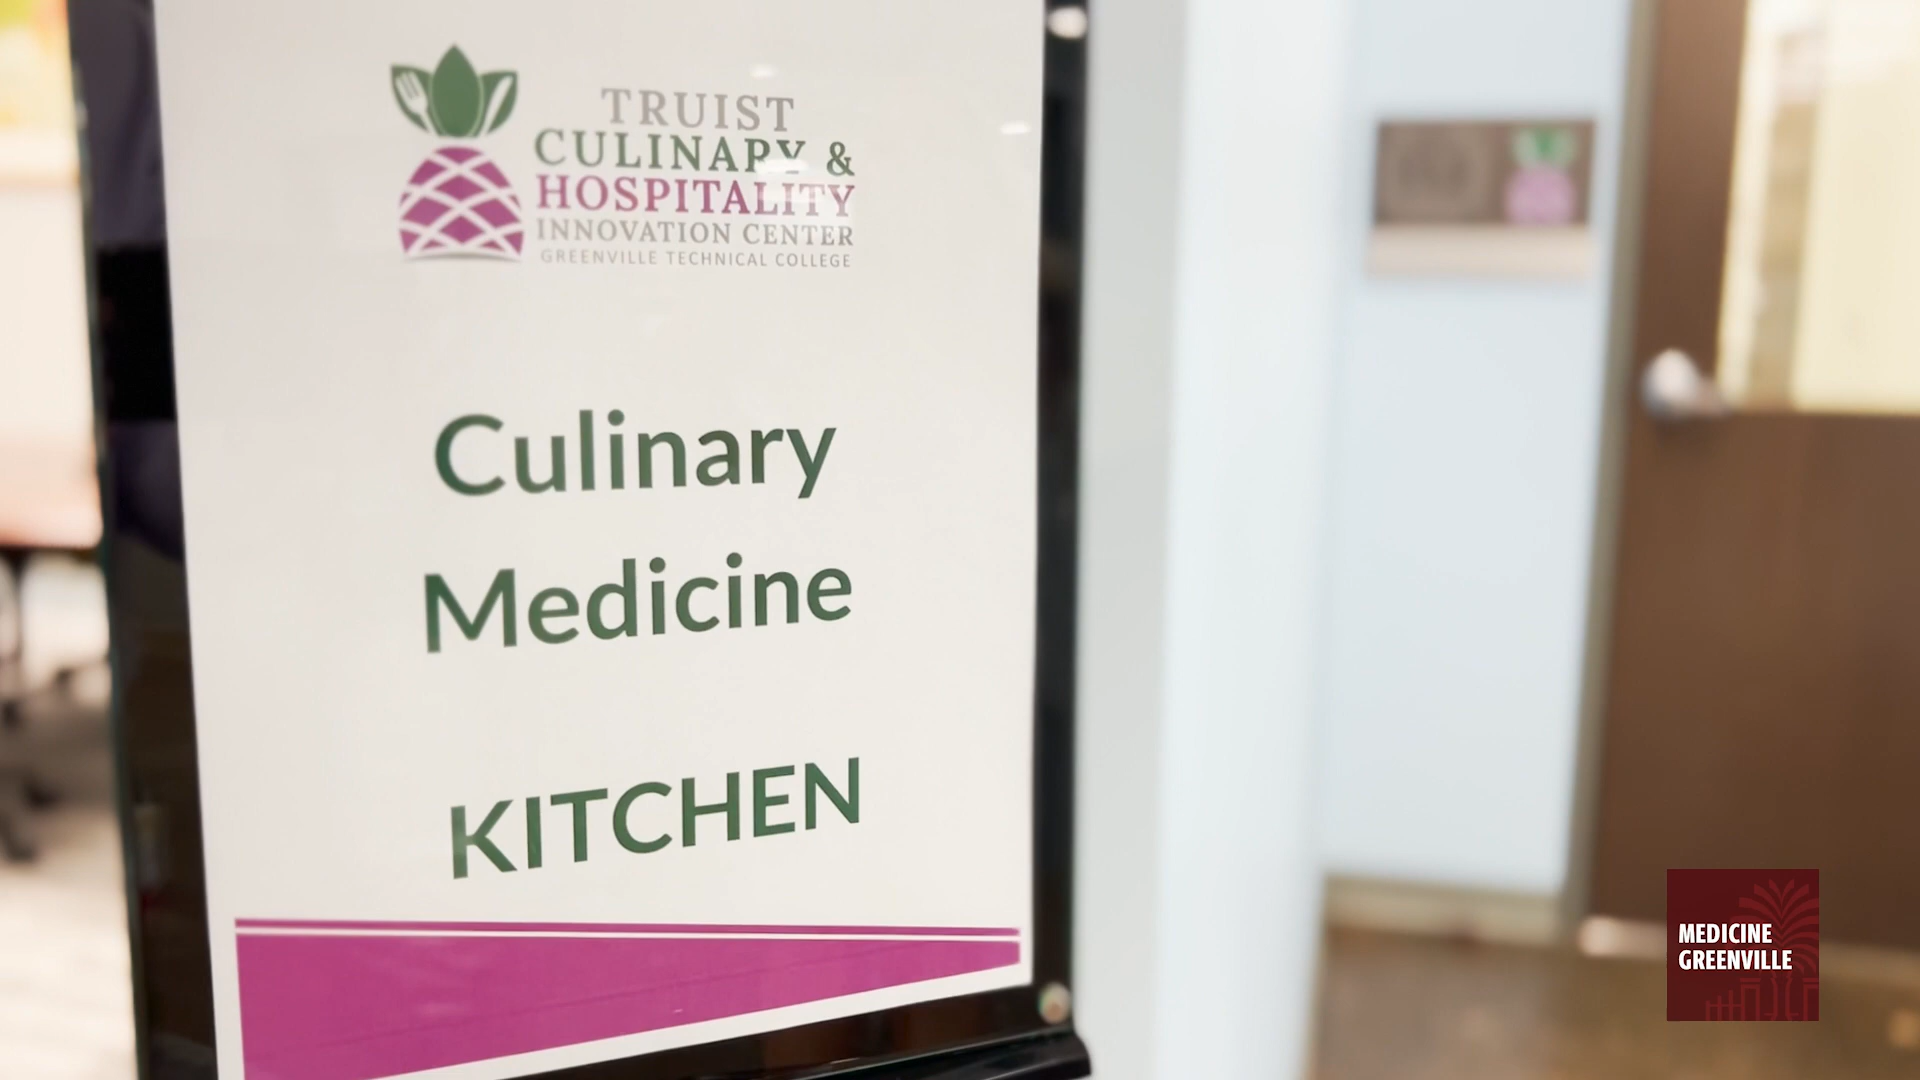 TRUIST
CULINARY &
HOSPITALITY
INNOVATION CENTER
GREENVILLE TECHNICAL COLLEGE
Culinary
Medicine
KITCHEN
MEDICINE
GREENVILLE